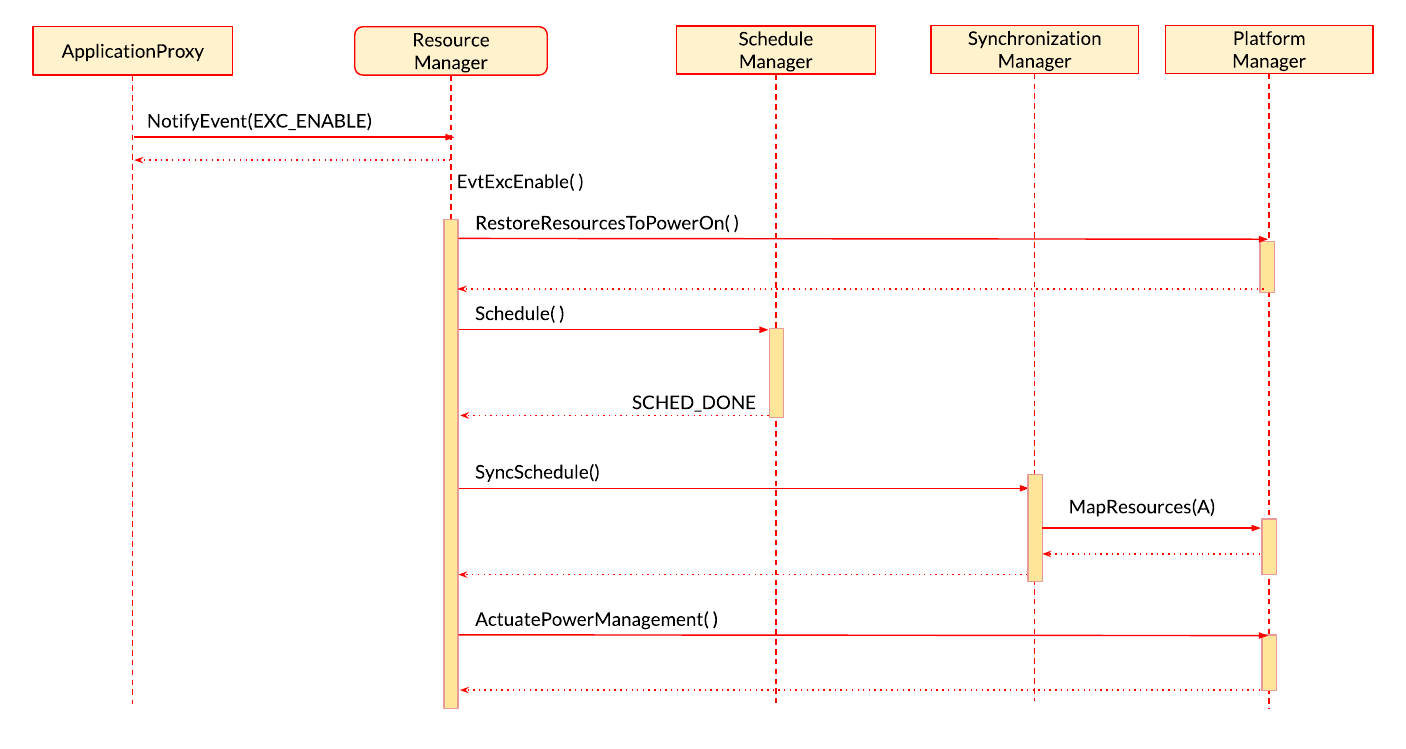 ApplicationProxy
Resource
Manager
Schedule
Manager
Synchronization
Manager
Platform
Manager
NotifyEvent(EXC_ENABLE)
EvtExcEnable( )
RestoreResourcesToPowerOn( )
Schedule( )
SCHED_DONE
SyncSchedule()
MapResources(A)
ActuatePowerManagement( )